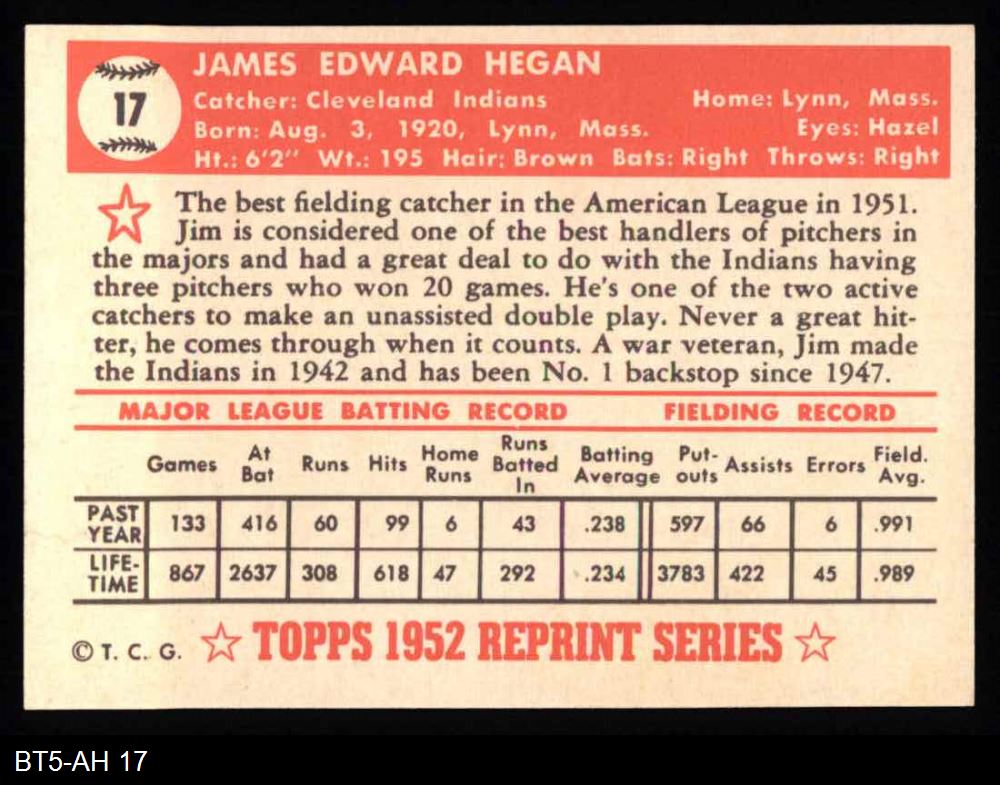 17
JAMES EDWARD HEGAN
Catcher: Cleveland Indians Home: Lynn, Mass.
Born: Aug. 3, 1920, Lynn, Mass. Eyes: Hazel
Ht.: 6'2" Wt.: 195 Hair: Brown Bats: Right Throws: Right
The best fielding catcher in the American League in 1951.
Jim is considered one of the best handlers of pitchers in
the majors and had a great deal to do with the Indians having
three pitchers who won 20 games. He's one of the two active
catchers to make an unassisted double play. Never a great hit-
ter, he comes through when it counts. A war veteran, Jim made
the Indians in 1942 and has been No. 1 backstop since 1947.
MAJOR LEAGUE BATTING RECORD FIELDING RECORD
Games At Bat Runs Hits Home Runs Runs Batted In Batting Average Put-outs Assists Errors Field. Avg.
PAST YEAR 133 416 60 99 6 43 .238 597 66 6 .991
LIFE-TIME 867 2637 308 618 47 292 .234 3783 422 45 .989
© T. C. G. TOPPS 1952 REPRINT SERIES
BT5-AH 17